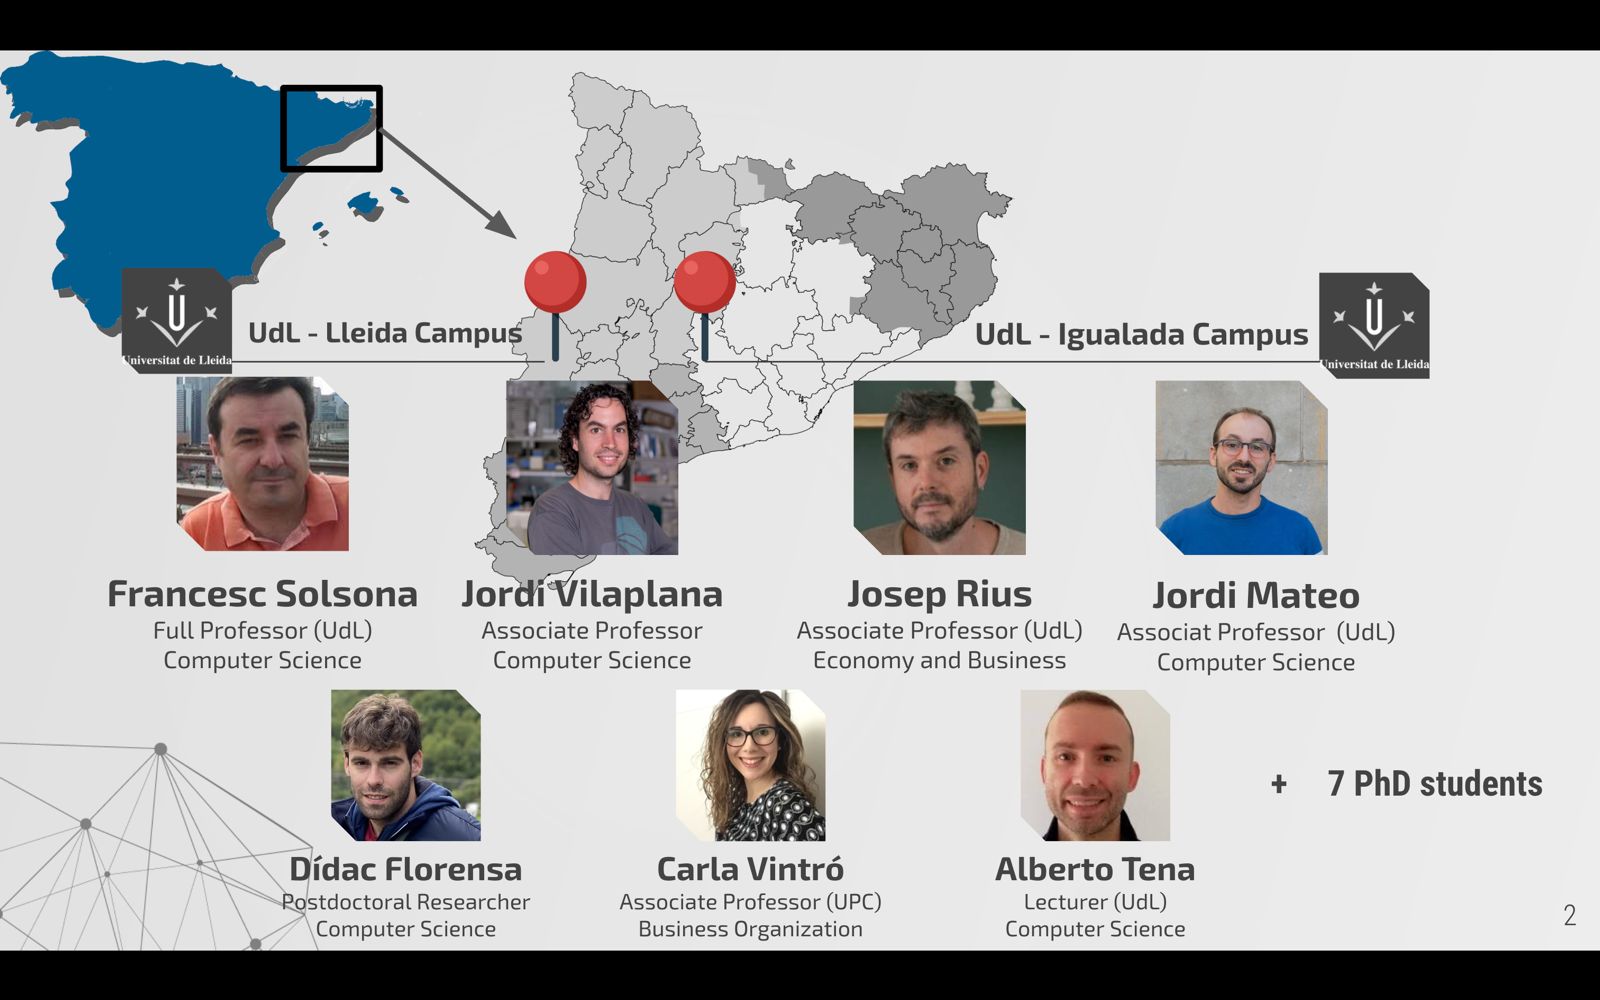 UdL - Lleida Campus
Universitat de Lleida
UdL - Igualada Campus
Universitat de Lleida
Francesc Solsona
Full Professor (UdL)
Computer Science
Jordi Vilaplana
Associate Professor
Computer Science
Josep Rius
Associate Professor (UdL)
Economy and Business
Jordi Mateo
Associat Professor (UdL)
Computer Science
Dídac Florensa
Postdoctoral Researcher
Computer Science
Carla Vintró
Associate Professor (UPC)
Business Organization
Alberto Tena
Lecturer (UdL)
Computer Science
+ 7 PhD students
2